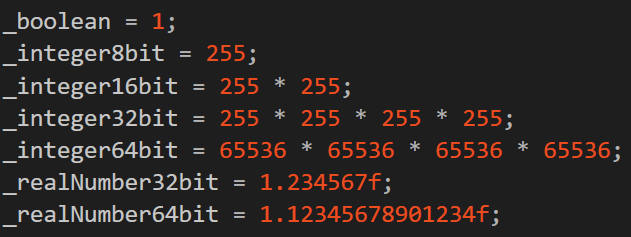 _boolean = 1;
_integer8bit = 255;
_integer16bit = 255 * 255;
_integer32bit = 255 * 255 * 255 * 255;
_integer64bit = 65536 * 65536 * 65536 * 65536;
_realNumber32bit = 1.234567f;
_realNumber64bit = 1.12345678901234f;